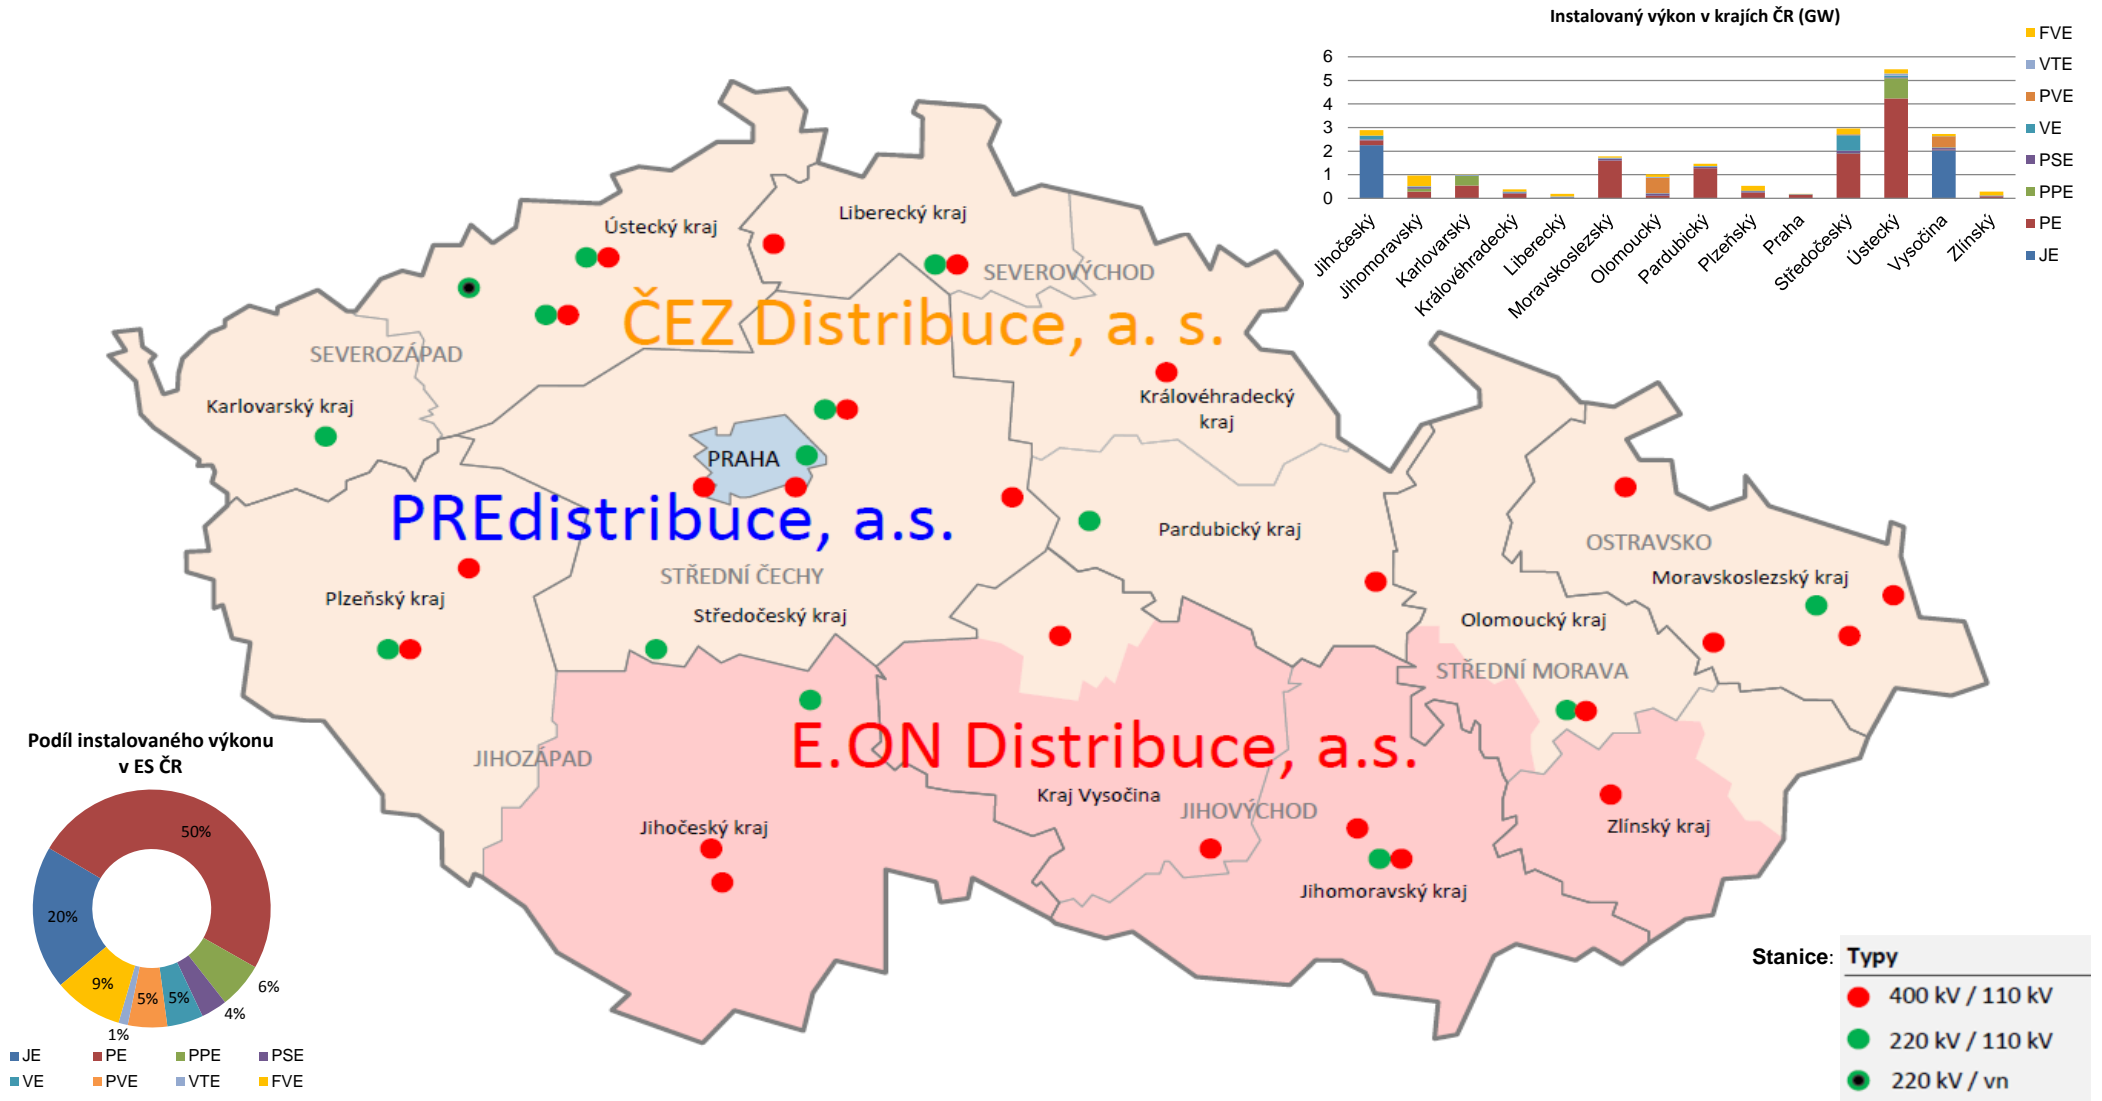 Instalovaný výkon v krajích ČR (GW)
6
5
4
3
2
1
0
Jihočeský
Jihomoravský
Karlovarský
Královéhradecký
Liberecký
Moravskoslezský
Olomoucký
Pardubický
Plzeňský
Praha
Středočeský
Ústecký
Vysočina
Zlínský
FVE
VTE
PVE
VE
PSE
PPE
PE
JE
Liberecký kraj
Ústecký kraj
SEVEROVÝCHOD
ČEZ Distribuce, a. s.
SEVEROZÁPAD
Královéhradecký
kraj
Karlovarský kraj
PRAHA
PREdistribuce, a.s.
Pardubický kraj
OSTRAVSKO
STŘEDNÍ ČECHY
Moravskoslezský kraj
Plzeňský kraj
Středočeský kraj
Olomoucký kraj
STŘEDNÍ MORAVA
E.ON Distribuce, a.s.
JIHOZÁPAD
Kraj Vysočina
JIHOVÝCHOD
Jihočeský kraj
Zlínský kraj
Jihomoravský kraj
Podíl instalovaného výkonu
v ES ČR
50%
20%
9%
1%
5%
5%
4%
6%
JE PE PPE PSE
VE PVE VTE FVE
Stanice: Typy
400 kV / 110 kV
220 kV / 110 kV
220 kV / vn